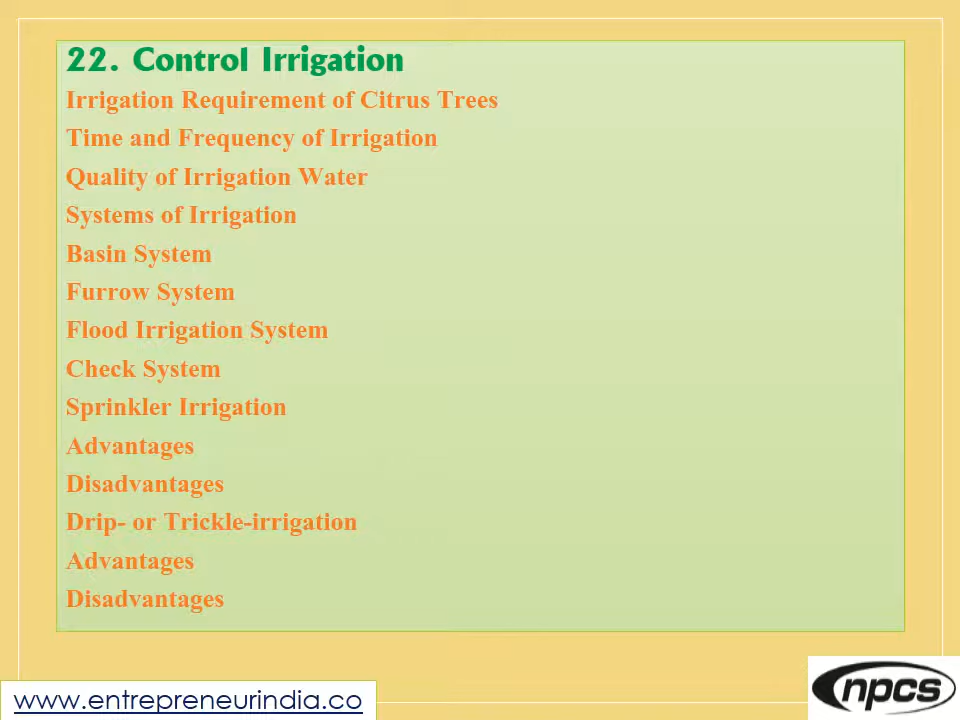 22. Control Irrigation
Irrigation Requirement of Citrus Trees
Time and Frequency of Irrigation
Quality of Irrigation Water
Systems of Irrigation
Basin System
Furrow System
Flood Irrigation System
Check System
Sprinkler Irrigation
Advantages
Disadvantages
Drip- or Trickle-irrigation
Advantages
Disadvantages
www.entrepreneurindia.co
npcs